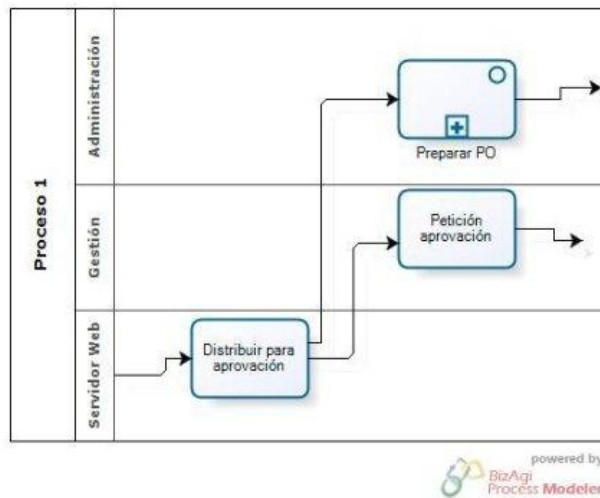 Proceso 1
Administración
Preparar PO
Gestión
Petición
aprovación
Servidor Web
Distribuir para
aprovación
powered by
BizAgi
Process Modeler